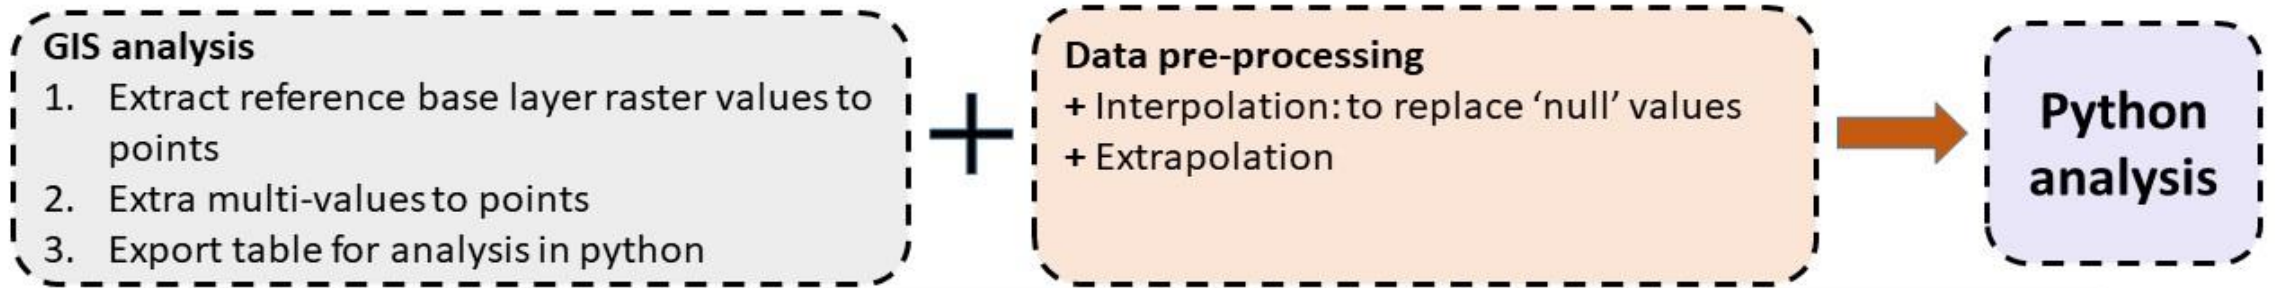 GIS analysis
1. Extract reference base layer raster values to
points
2. Extra multi-values to points
3. Export table for analysis in python
+
Data pre-processing
+ Interpolation: to replace ‘null’ values
+ Extrapolation
Python
analysis